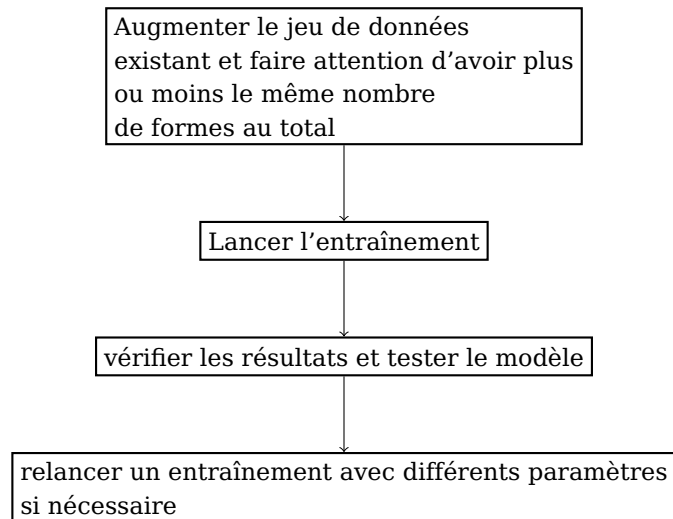 Augmenter le jeu de données
existant et faire attention d’avoir plus
ou moins le même nombre
de formes au total
Lancer l’entraînement
vérifier les résultats et tester le modèle
relancer un entraînement avec différents paramètres
si nécessaire